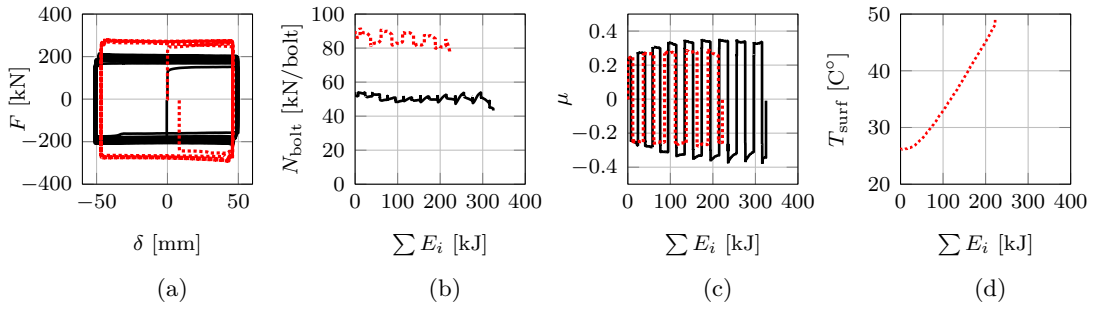 400
200
0
−200
−400
−50
0
50
F [kN]
δ [mm]
(a)
100
80
60
40
20
0
0 100 200 300 400
N_bolt [kN/bolt]
∑ E_i [kJ]
(b)
0.4
0.2
0
−0.2
−0.4
0 100 200 300 400
μ
∑ E_i [kJ]
(c)
50
40
30
20
0 100 200 300 400
T_surf [C°]
∑ E_i [kJ]
(d)